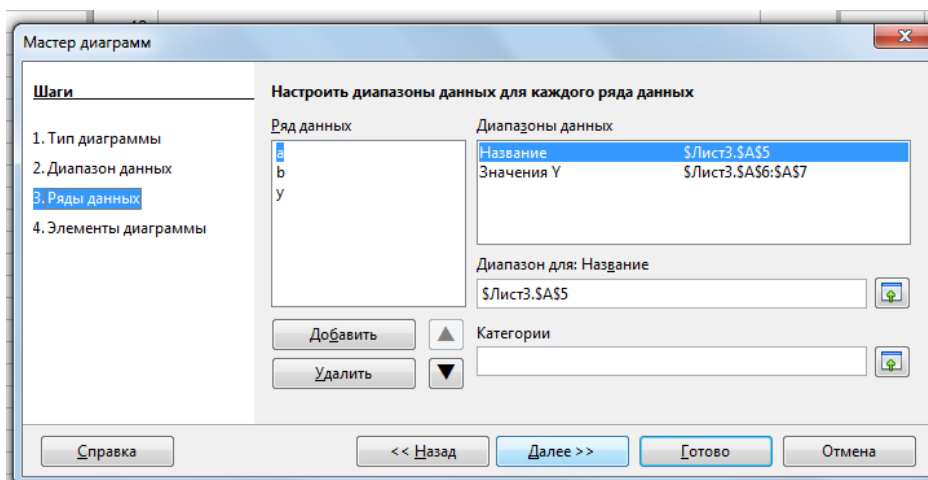 Мастер диаграмм
Шаги
1. Тип диаграммы
2. Диапазон данных
3. Ряды данных
4. Элементы диаграммы
Настроить диапазоны данных для каждого ряда данных
Ряд данных
a
b
y
Добавить
Удалить
Диапазоны данных
Название $Лист3.$A$5
Значения Y $Лист3.$A$6:$A$7
Диапазон для: Название
$Лист3.$A$5
Категории
Справка
<< Назад
Далее >>
Готово
Отмена